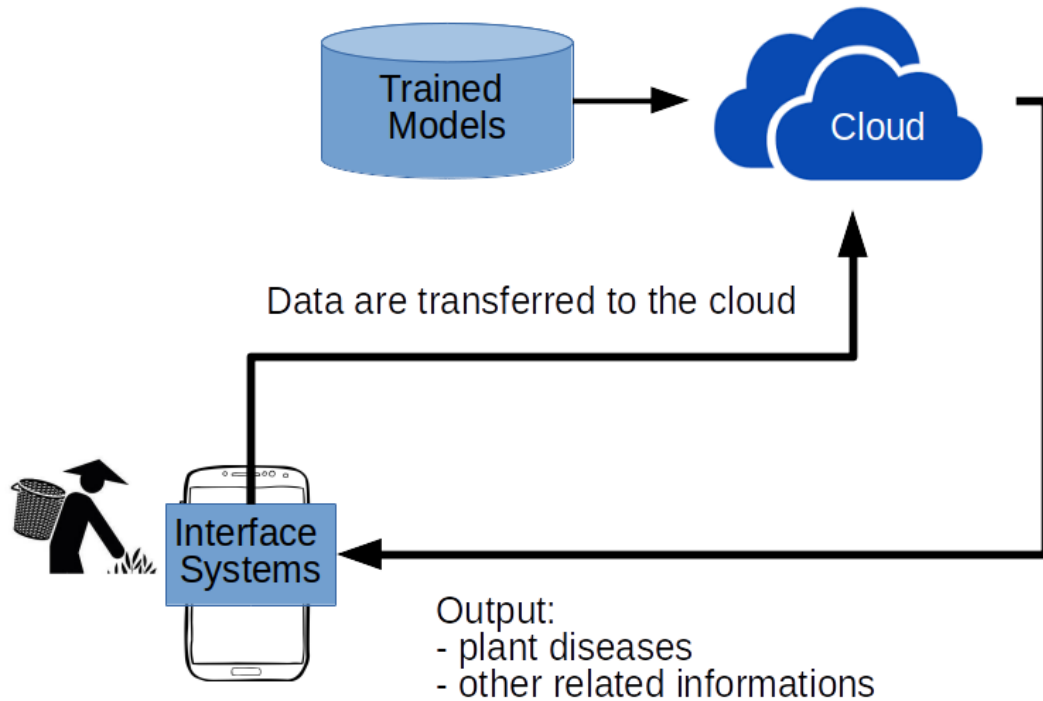 Trained
Models
Cloud
Data are transferred to the cloud
Interface
Systems
Output:
- plant diseases
- other related informations